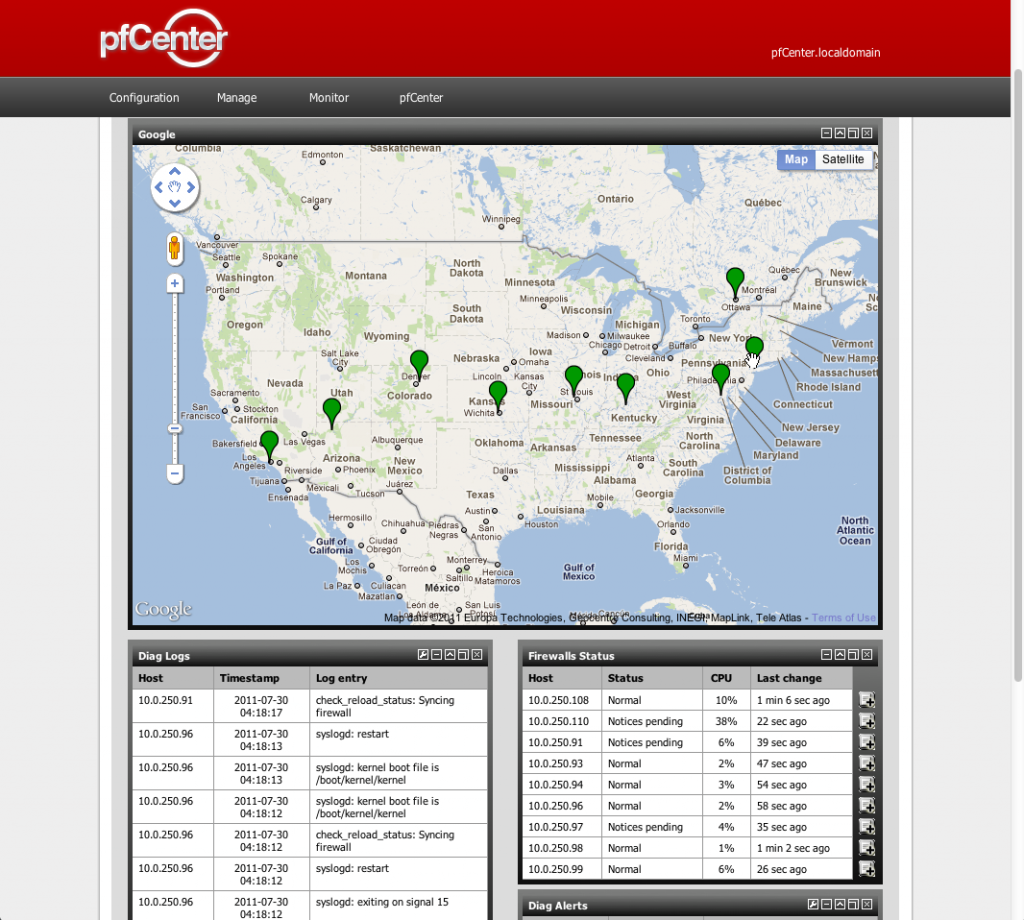 pfCenter
pfCenter.localdomain
Configuration Manage Monitor pfCenter
Google
Map Satellite
Columbia
Edmonton
Saskatchewan
Calgary
Ontario
Québec
Winnipeg
Vancouver
Seattle
Spokane
Washington
Portland
Montana
North
Dakota
Minnesota
Minneapolis
Québec
New
Brunswick
Montréal
Ottawa
Maine
Oregon
Idaho
Wyoming
South
Dakota
Wisconsin
Michigan
Toronto
Madison
Milwaukee
Chicago
Detroit
Buffalo
New York
Vermont
New Hamps
Massachusett
Rhode Island
Connecticut
New Jersey
Delaware
Maryland
District of
Columbia
Salt Lake
City
Nebraska
Iowa
Omaha
Lincoln
Cleveland
Ohio
Pennsylvania
Philadelphia
Nevada
Utah
Denver
Colorado
Kansas
City
Kansas
Wichita
Missouri
St Louis
Kentucky
West
Virginia
Virginia
Sacramento
San
Francisco
Stockton
California
Las Vegas
Bakersfield
Los
Angeles
Riverside
Tijuana
Mexicali
Ensenada
Arizona
Phoenix
Tucson
Albuquerque
New
Mexico
Juárez
Oklahoma
Arkansas
Tennessee
North
Carolina
South
Carolina
Atlanta
Mississippi
Alabama
Georgia
Dallas
Texas
Austin
San
Antonio
Houston
Louisiana
Mobile
Jacksonville
Orlando
Florida
Miami
North
Atlantic
Ocean
Hermosillo
Chihuahua
Piedras
Negras
Gulf of
California
Ciudad
Obregón
Los
Mochis
Torreón
Monterrey
Saltillo
Heroica
Matamoros
La Paz
Culiacan
Mazatlan
México
Gulf of
Mexico
León de
Los Aldama
San Luis
Potosí
Mérida
Cancún
Google
Map data ©2011 Europa Technologies, Geocentre Consulting, INEGI, MapLink, Tele Atlas - Terms of Use
Diag Logs
Host Timestamp Log entry
10.0.250.91 2011-07-30 check_reload_status: Syncing
04:18:17 firewall
10.0.250.96 2011-07-30 syslogd: restart
04:18:13
10.0.250.96 2011-07-30 syslogd: kernel boot file is
04:18:13 /boot/kernel/kernel
10.0.250.96 2011-07-30 syslogd: kernel boot file is
04:18:12 /boot/kernel/kernel
10.0.250.96 2011-07-30 check_reload_status: Syncing
04:18:12 firewall
10.0.250.96 2011-07-30 syslogd: restart
04:18:12
10.0.250.96 2011-07-30 syslogd: exiting on signal 15
04:18:12
Firewalls Status
Host Status CPU Last change
10.0.250.108 Normal 10% 1 min 6 sec ago
10.0.250.110 Notices pending 38% 22 sec ago
10.0.250.91 Notices pending 6% 39 sec ago
10.0.250.93 Normal 2% 47 sec ago
10.0.250.94 Normal 3% 54 sec ago
10.0.250.96 Normal 2% 58 sec ago
10.0.250.97 Notices pending 4% 35 sec ago
10.0.250.98 Normal 1% 1 min 2 sec ago
10.0.250.99 Normal 6% 26 sec ago
Diag Alerts